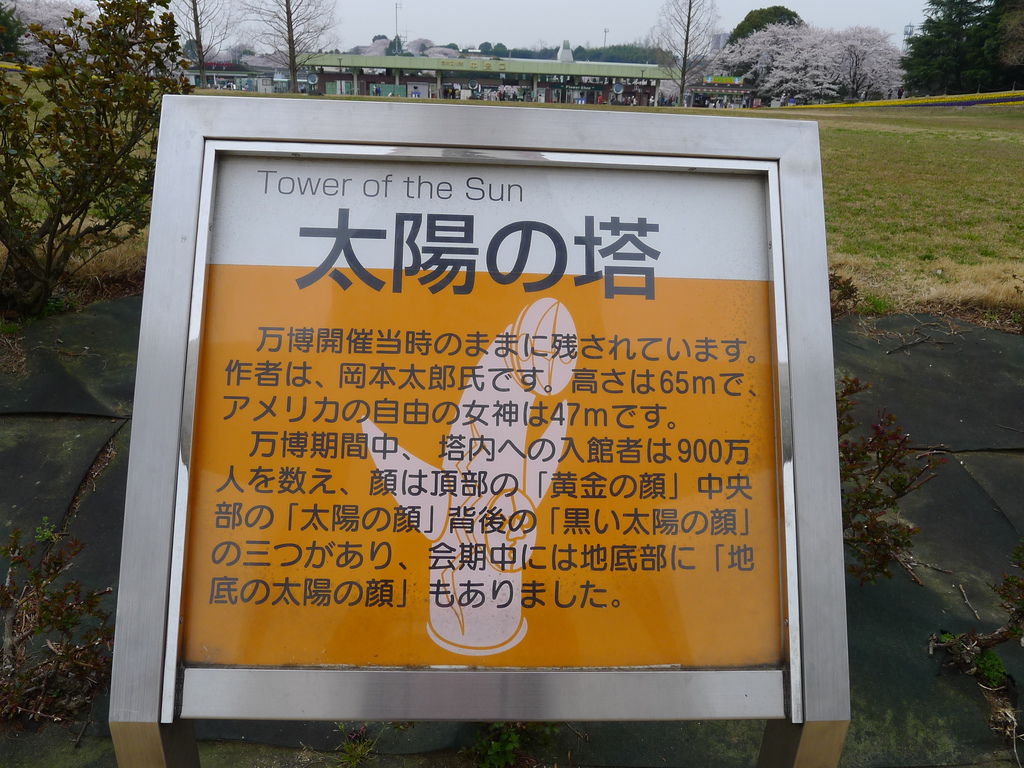 Tower of the Sun
太陽の塔
万博開催当時のままに残されています。
作者は、岡本太郎氏です。高さは65mで、
アメリカの自由の女神は47mです。
万博期間中、塔内への入館者は900万
人を数え、顔は頂部の「黄金の顔」中央
部の「太陽の顔」背後の「黒い太陽の顔」
の三つがあり、会期中には地底部に「地
底の太陽の顔」もありました。